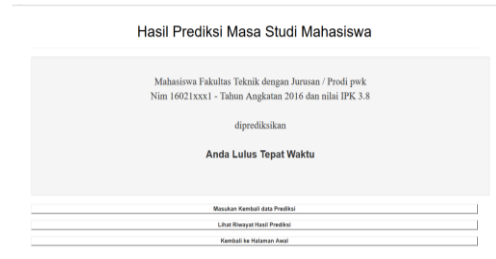 Hasil Prediksi Masa Studi Mahasiswa
Mahasiswa Fakultas Teknik dengan Jurusan / Prodi pwk
Nim 16021xxx1 - Tahun Angkatan 2016 dan nilai IPK 3.8
diprediksikan
Anda Lulus Tepat Waktu
Masukan Kembali data Prediksi
Lihat Riwayat Hasil Prediksi
Kembali ke Halaman Awal